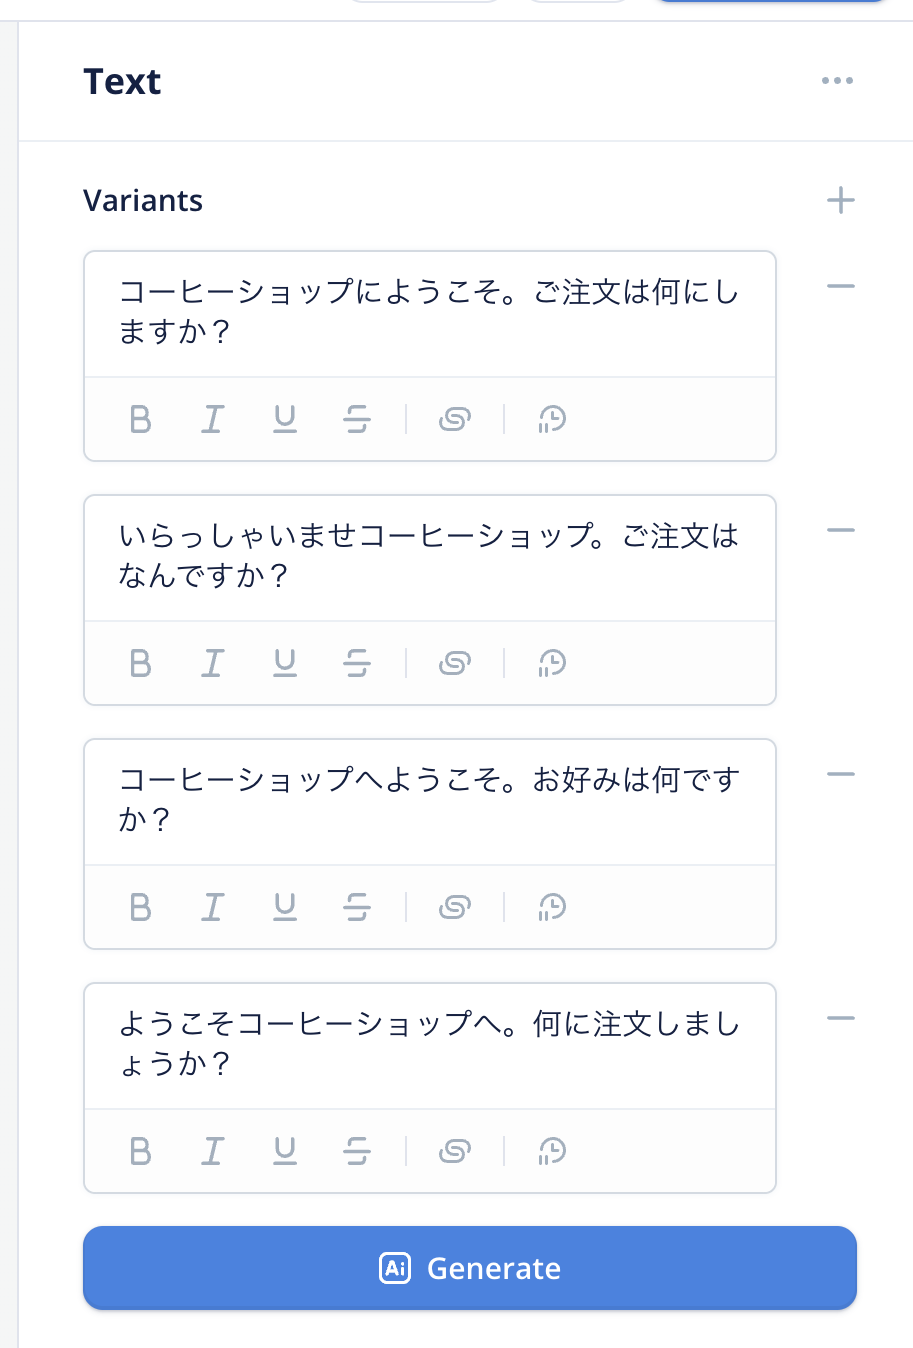 Text
Variants
コーヒーショップにようこそ。ご注文は何にし
ますか？
B I U S
いらっしゃいませコーヒーショップ。ご注文は
なんですか？
B I U S
コーヒーショップへようこそ。お好みは何です
か？
B I U S
ようこそコーヒーショップへ。何に注文しまし
ょうか？
B I U S
Ai Generate